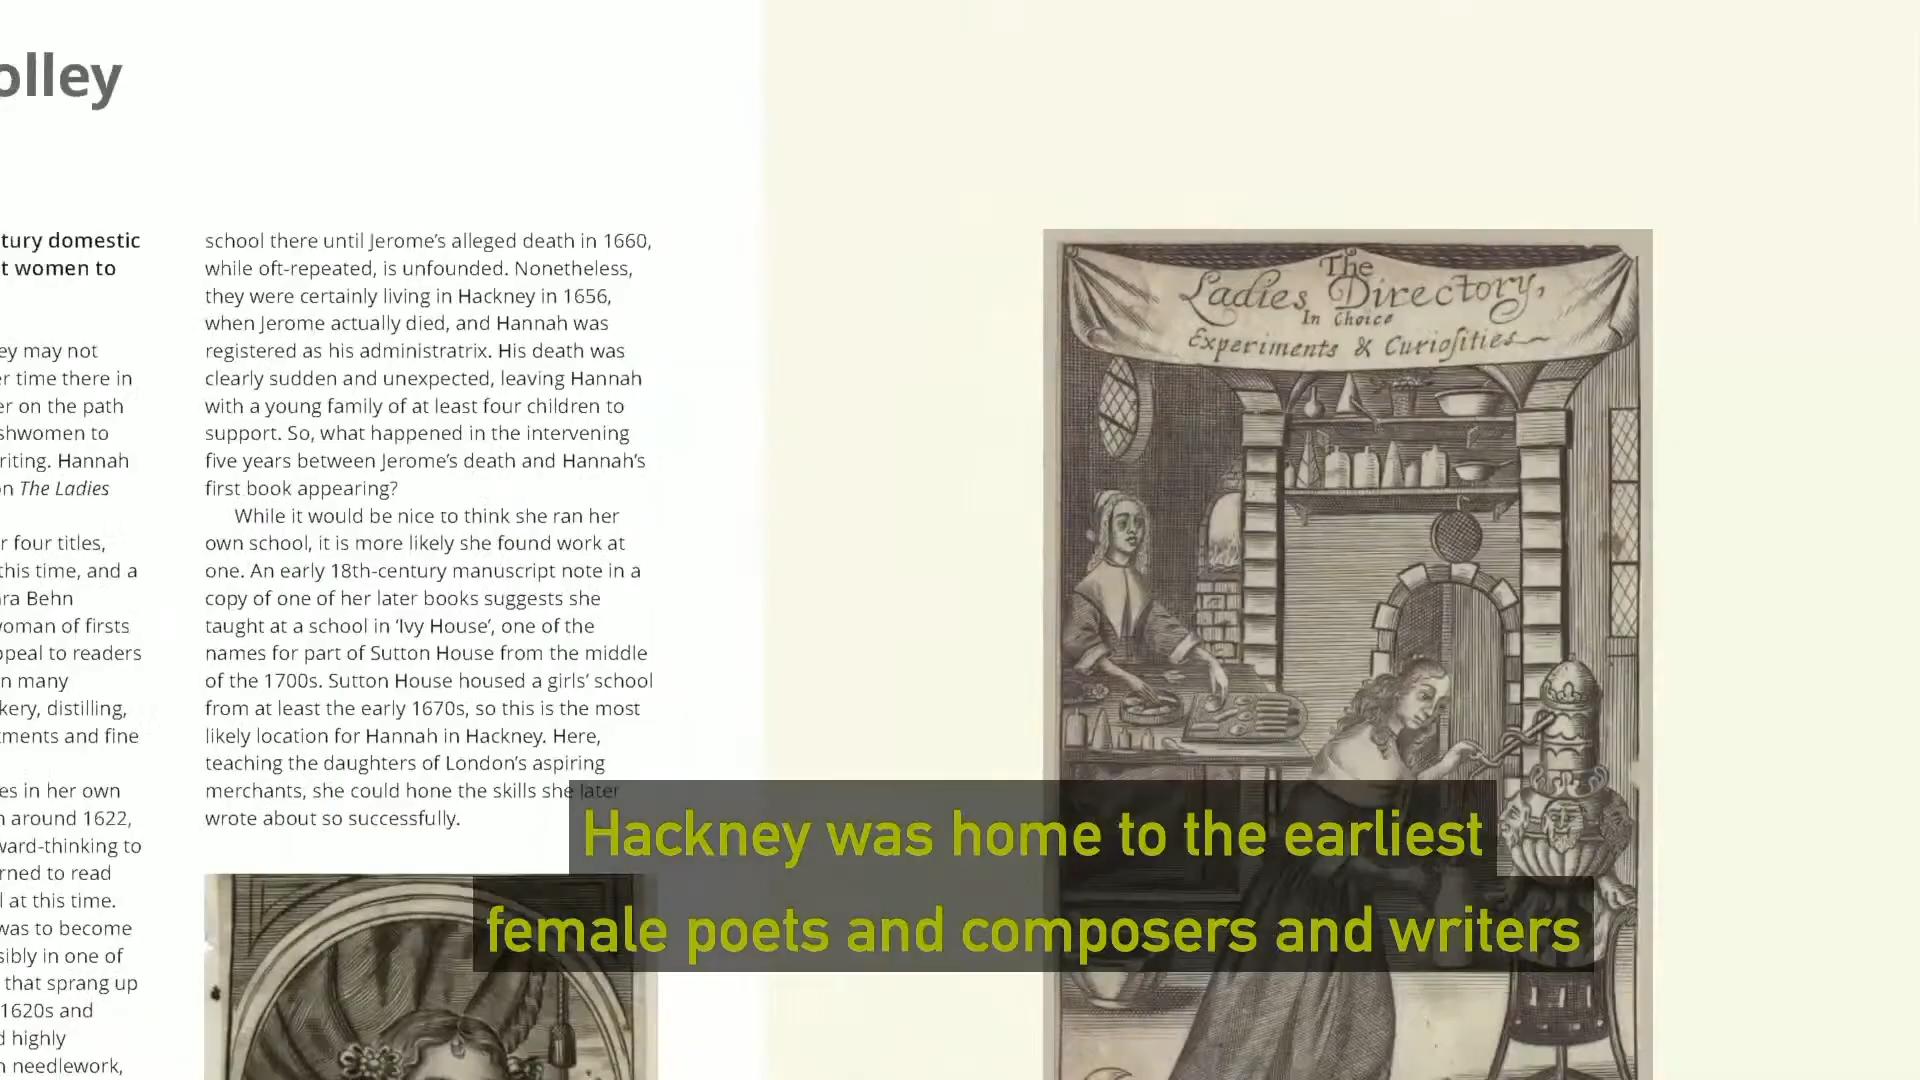 olley
tury domestic
t women to
ey may not
er time there in
er on the path
shwomen to
riting. Hannah
on The Ladies
r four titles,
this time, and a
ra Behn
woman of firsts
ppeal to readers
n many
kery, distilling,
tments and fine
es in her own
n around 1622,
ward-thinking to
rned to read
l at this time.
was to become
sibly in one of
that sprang up
1620s and
d highly
n needlework,
school there until Jerome’s alleged death in 1660,
while oft-repeated, is unfounded. Nonetheless,
they were certainly living in Hackney in 1656,
when Jerome actually died, and Hannah was
registered as his administratrix. His death was
clearly sudden and unexpected, leaving Hannah
with a young family of at least four children to
support. So, what happened in the intervening
five years between Jerome’s death and Hannah’s
first book appearing?
While it would be nice to think she ran her
own school, it is more likely she found work at
one. An early 18th-century manuscript note in a
copy of one of her later books suggests she
taught at a school in ‘Ivy House’, one of the
names for part of Sutton House from the middle
of the 1700s. Sutton House housed a girls’ school
from at least the early 1670s, so this is the most
likely location for Hannah in Hackney. Here,
teaching the daughters of London’s aspiring
merchants, she could hone the skills she later
wrote about so successfully.
The
Ladies Directory,
In Choice
Experiments & Curioſities
Hackney was home to the earliest
female poets and composers and writers